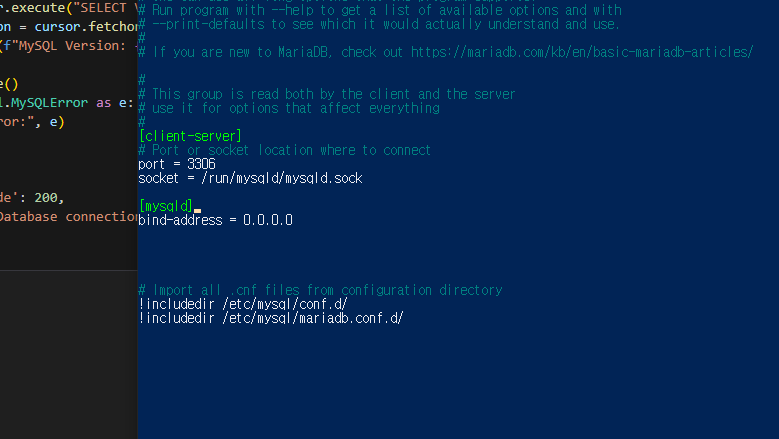 r.execute("SELECT V
on = cursor.fetchon
(f"MySQL Version:
e()
l.MySQLError as e:
ror:", e)
de': 200,
Database connection
# Run program with --help to get a list of available options and with
# --print-defaults to see which it would actually understand and use.
#
# If you are new to MariaDB, check out https://mariadb.com/kb/en/basic-mariadb-articles/
#
# This group is read both by the client and the server
# use it for options that affect everything
#
[client-server]
# Port or socket location where to connect
port = 3306
socket = /run/mysqld/mysqld.sock
[mysqld]
bind-address = 0.0.0.0
# Import all .cnf files from configuration directory
!includedir /etc/mysql/conf.d/
!includedir /etc/mysql/mariadb.conf.d/